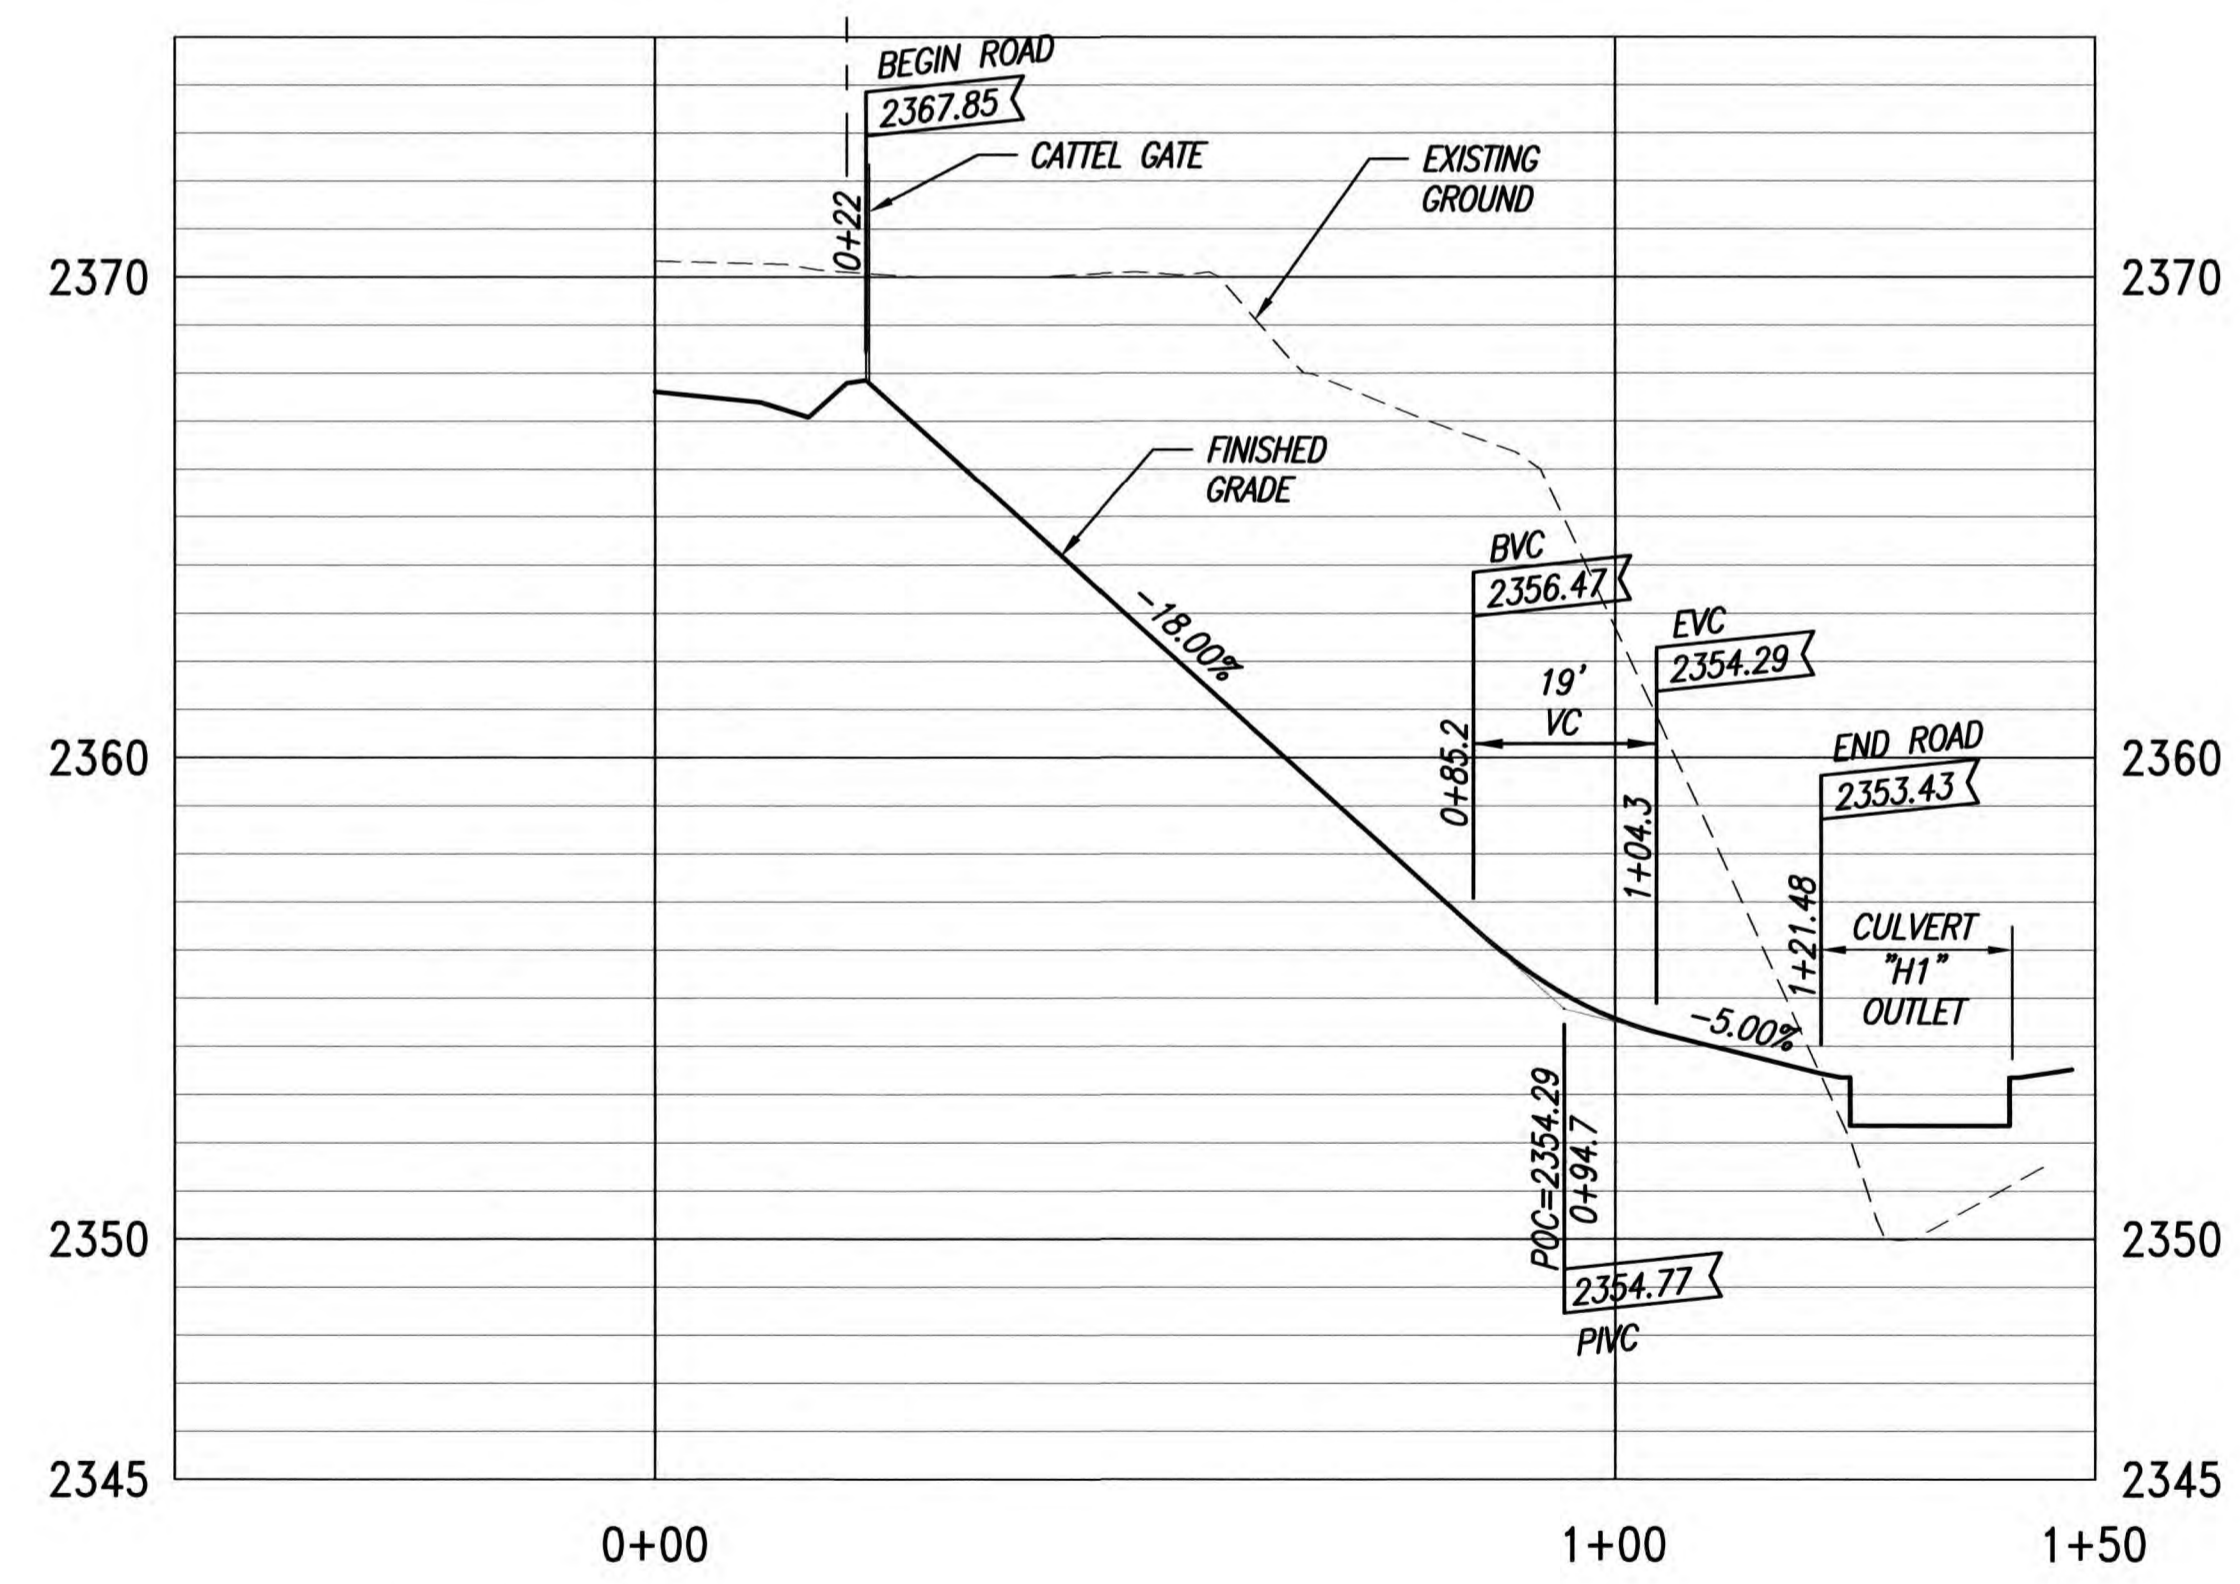 BEGIN ROAD
2367.85
CATTEL GATE
EXISTING
GROUND
0+22
2370
2370
FINISHED
GRADE
-18.00%
BVC
2356.47
EVC
2354.29
19'
VC
0+85.2
1+04.3
END ROAD
2353.43
2360
2360
1+21.48
CULVERT
"H1"
OUTLET
-5.00%
POC=2354.29
0+94.7
2350
2350
2354.77
PIVC
2345
2345
0+00
1+00
1+50